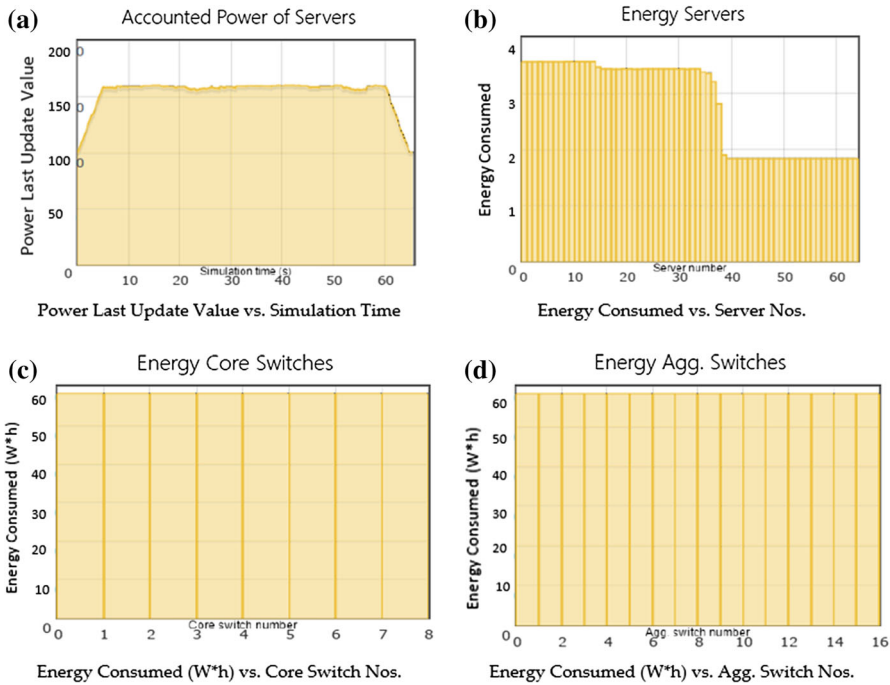 (a)
Accounted Power of Servers
Power Last Update Value
200
150
100
50
0
0
0
0
10 20 30 40 50 60
Simulation time (s)
Power Last Update Value vs. Simulation Time
(b)
Energy Servers
Energy Consumed
4
3
2
1
0
0 10 20 30 40 50 60
Server number
Energy Consumed vs. Server Nos.
(c)
Energy Core Switches
Energy Consumed (W*h)
60
50
40
30
20
10
0
0 1 2 3 4 5 6 7 8
Core switch number
Energy Consumed (W*h) vs. Core Switch Nos.
(d)
Energy Agg. Switches
Energy Consumed (W*h)
60
50
40
30
20
10
0
0 2 4 6 8 10 12 14 16
Agg. switch number
Energy Consumed (W*h) vs. Agg. Switch Nos.